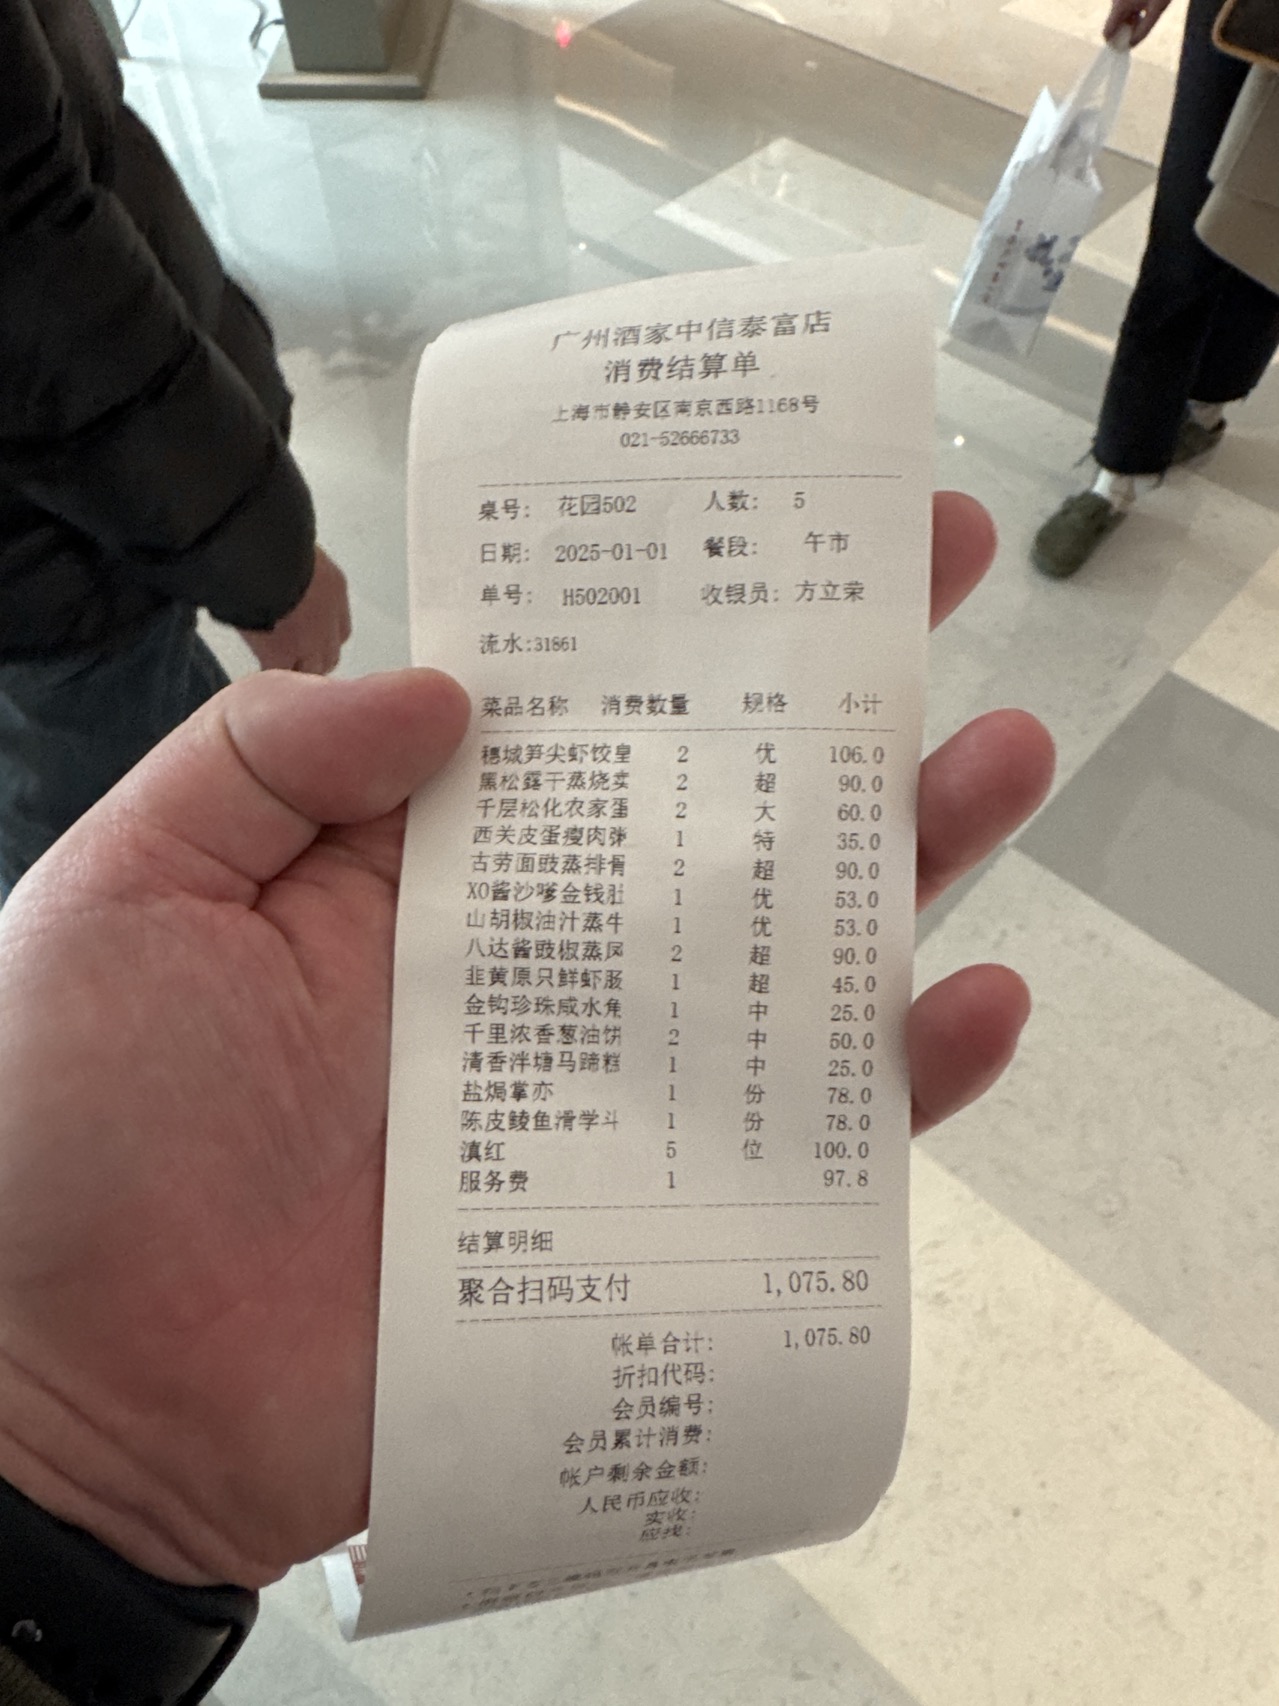 广州酒家中信泰富店
消费结算单
上海市静安区南京西路1168号
021-52666733
桌号: 花园502 人数: 5
日期: 2025-01-01 餐段: 午市
单号: H502001 收银员: 方立荣
流水:31861
菜品名称 消费数量 规格 小计
穗城笋尖虾饺皇 2 优 106.0
黑松露干蒸烧卖 2 超 90.0
千层松化农家蛋 2 大 60.0
西关皮蛋瘦肉粥 1 特 35.0
古劳面豉蒸排骨 2 超 90.0
XO酱沙嗲金钱肚 1 优 53.0
山胡椒油汁蒸牛 1 优 53.0
八达酱豉椒蒸凤 2 超 90.0
韭黄原只鲜虾肠 1 超 45.0
金钩珍珠咸水角 1 中 25.0
千里浓香葱油饼 2 中 50.0
清香泮塘马蹄糕 1 中 25.0
盐焗掌亦 1 份 78.0
陈皮鲮鱼滑学斗 1 份 78.0
滇红 5 位 100.0
服务费 1 97.8
结算明细
聚合扫码支付 1,075.80
帐单合计: 1,075.80
折扣代码:
会员编号:
会员累计消费:
帐户剩余金额:
人民币应收:
实收:
应找: